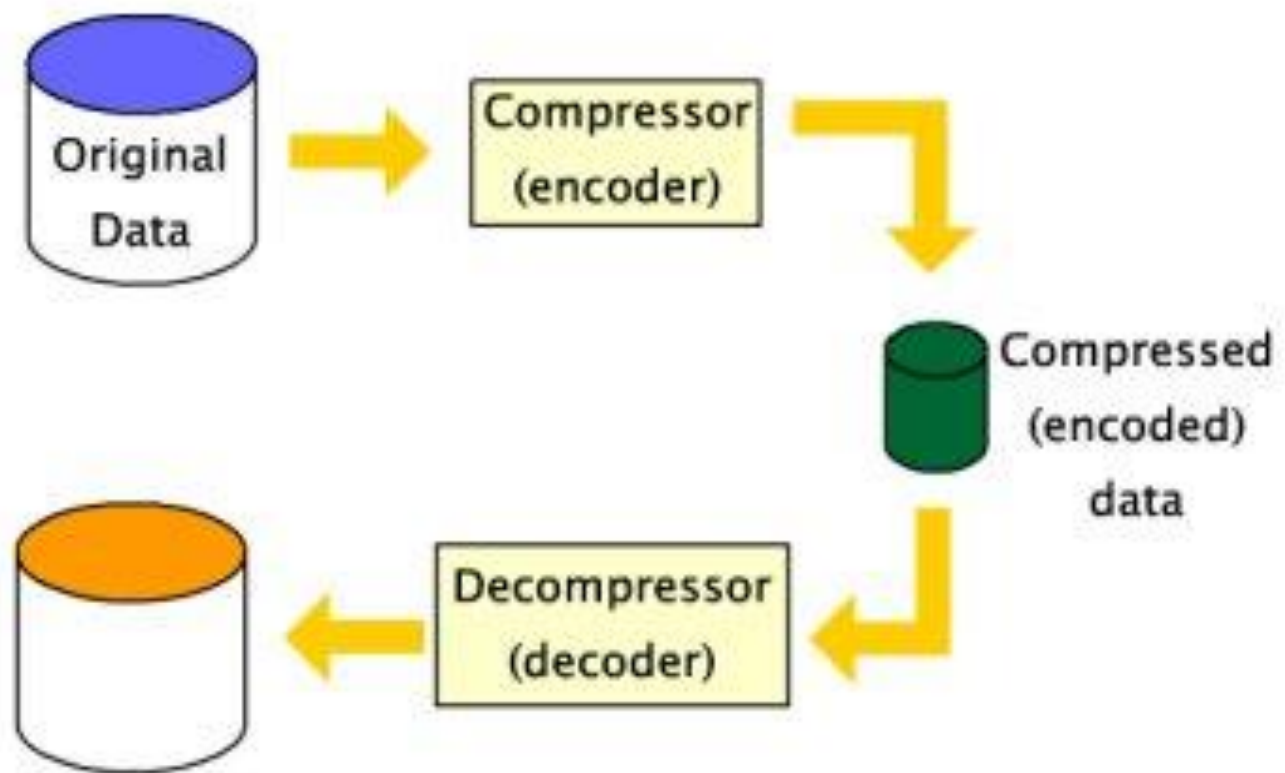 Original
Data
Compressor
(encoder)
Compressed
(encoded)
data
Decompressor
(decoder)